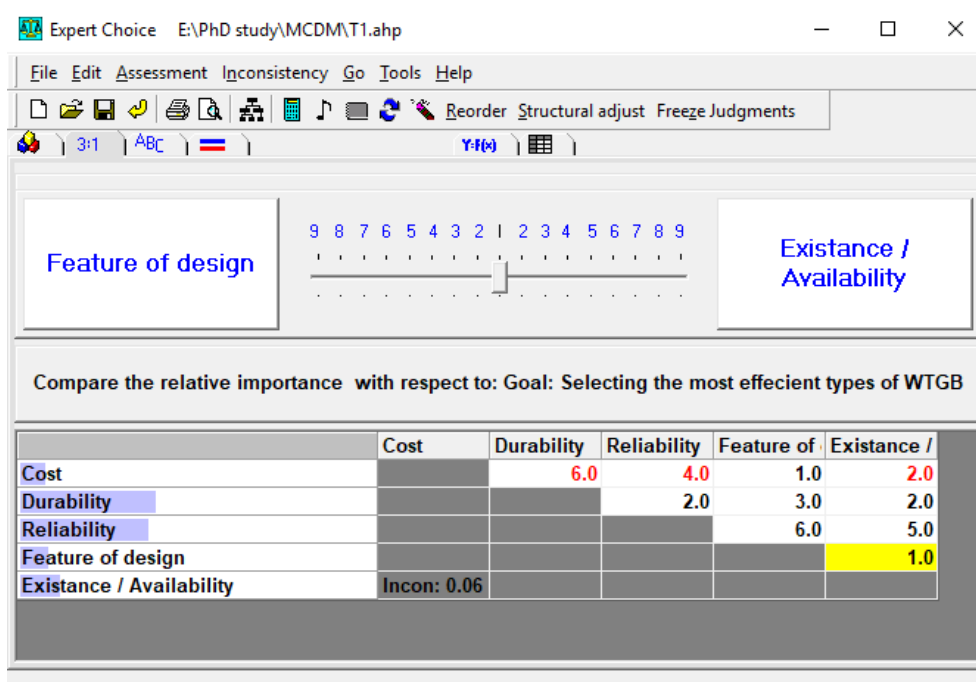 Expert Choice E:\PhD study\MCDM\T1.ahp
File Edit Assessment Inconsistency Go Tools Help
Reorder Structural adjust Freeze Judgments
3:1 ABC Y:F(x)
9 8 7 6 5 4 3 2 1 2 3 4 5 6 7 8 9
Feature of design
Existance /
Availability
Compare the relative importance with respect to: Goal: Selecting the most effecient types of WTGB
Cost Durability Reliability Feature of Existance /
Cost 6.0 4.0 1.0 2.0
Durability 2.0 3.0 2.0
Reliability 6.0 5.0
Feature of design 1.0
Existance / Availability Incon: 0.06